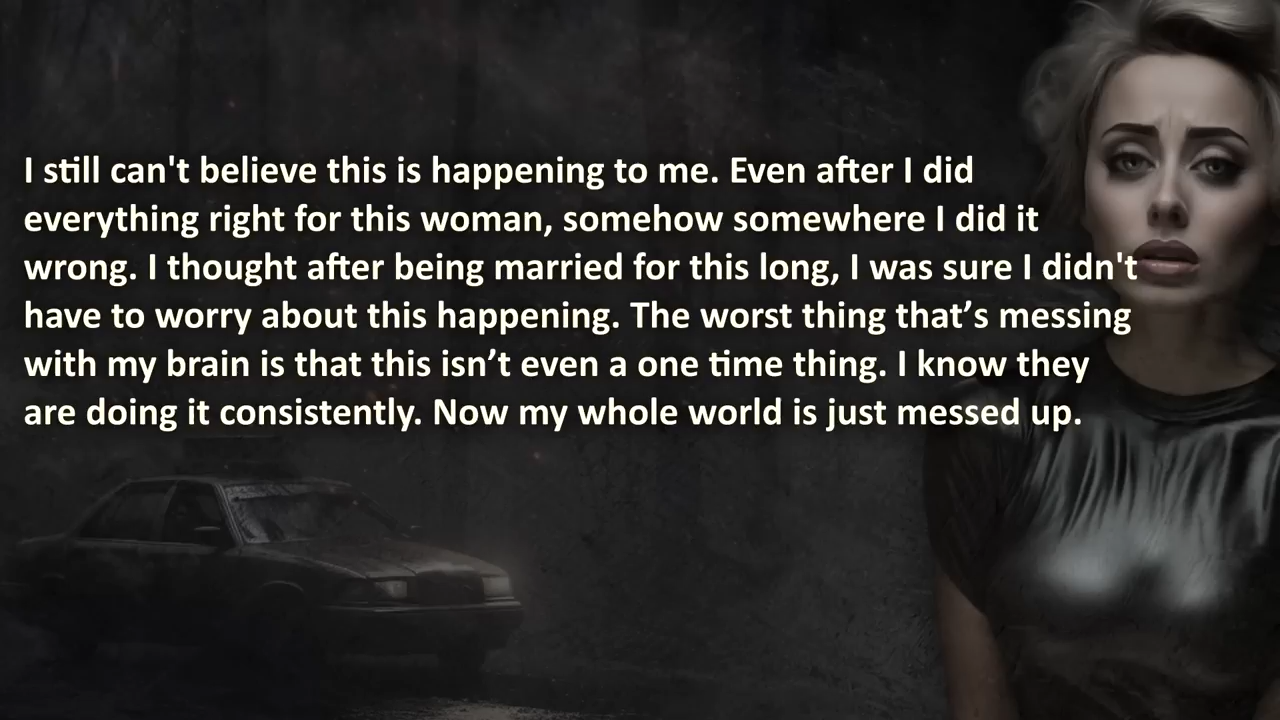 I still can't believe this is happening to me. Even after I did
everything right for this woman, somehow somewhere I did it
wrong. I thought after being married for this long, I was sure I didn't
have to worry about this happening. The worst thing that’s messing
with my brain is that this isn’t even a one time thing. I know they
are doing it consistently. Now my whole world is just messed up.